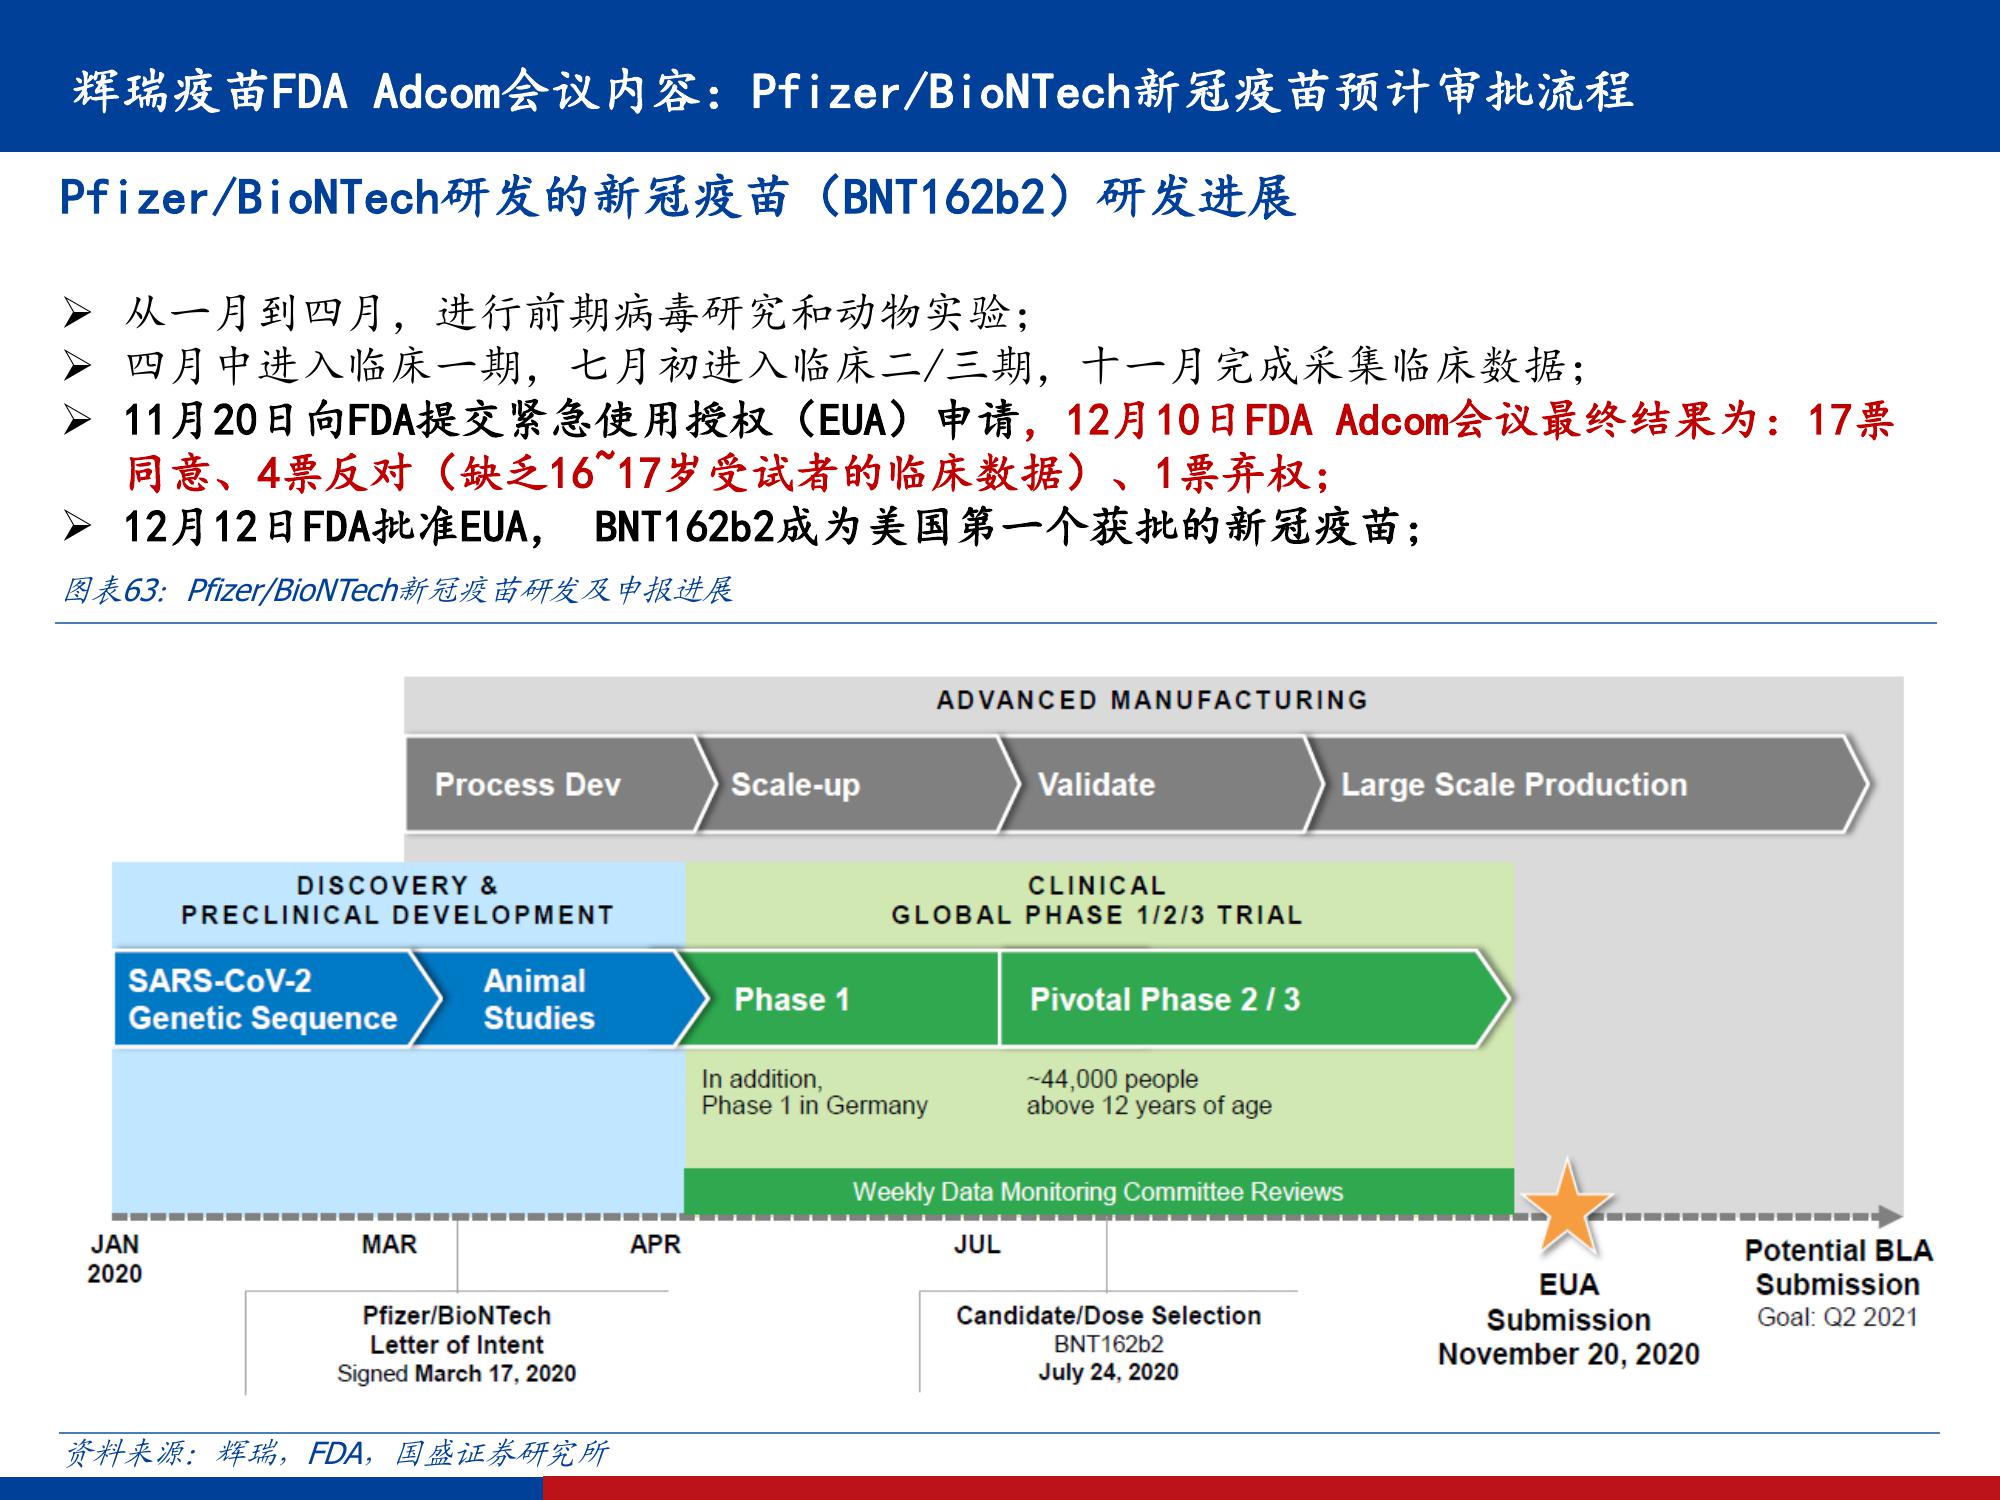 辉瑞疫苗FDA Adcom会议内容：Pfizer/BioNTech新冠疫苗预计审批流程
Pfizer/BioNTech研发的新冠疫苗（BNT162b2）研发进展
➢ 从一月到四月，进行前期病毒研究和动物实验；
➢ 四月中进入临床一期，七月初进入临床二/三期，十一月完成采集临床数据；
➢ 11月20日向FDA提交紧急使用授权（EUA）申请，12月10日FDA Adcom会议最终结果为：17票
同意、4票反对（缺乏16~17岁受试者的临床数据）、1票弃权；
➢ 12月12日FDA批准EUA， BNT162b2成为美国第一个获批的新冠疫苗；
图表63：Pfizer/BioNTech新冠疫苗研发及申报进展
ADVANCED MANUFACTURING
Process Dev
Scale-up
Validate
Large Scale Production
DISCOVERY &
PRECLINICAL DEVELOPMENT
CLINICAL
GLOBAL PHASE 1/2/3 TRIAL
SARS-CoV-2
Genetic Sequence
Animal
Studies
Phase 1
Pivotal Phase 2 / 3
In addition,
Phase 1 in Germany
~44,000 people
above 12 years of age
Weekly Data Monitoring Committee Reviews
JAN
2020
MAR
APR
JUL
Pfizer/BioNTech
Letter of Intent
Signed March 17, 2020
Candidate/Dose Selection
BNT162b2
July 24, 2020
EUA
Submission
November 20, 2020
Potential BLA
Submission
Goal: Q2 2021
资料来源：辉瑞，FDA，国盛证券研究所